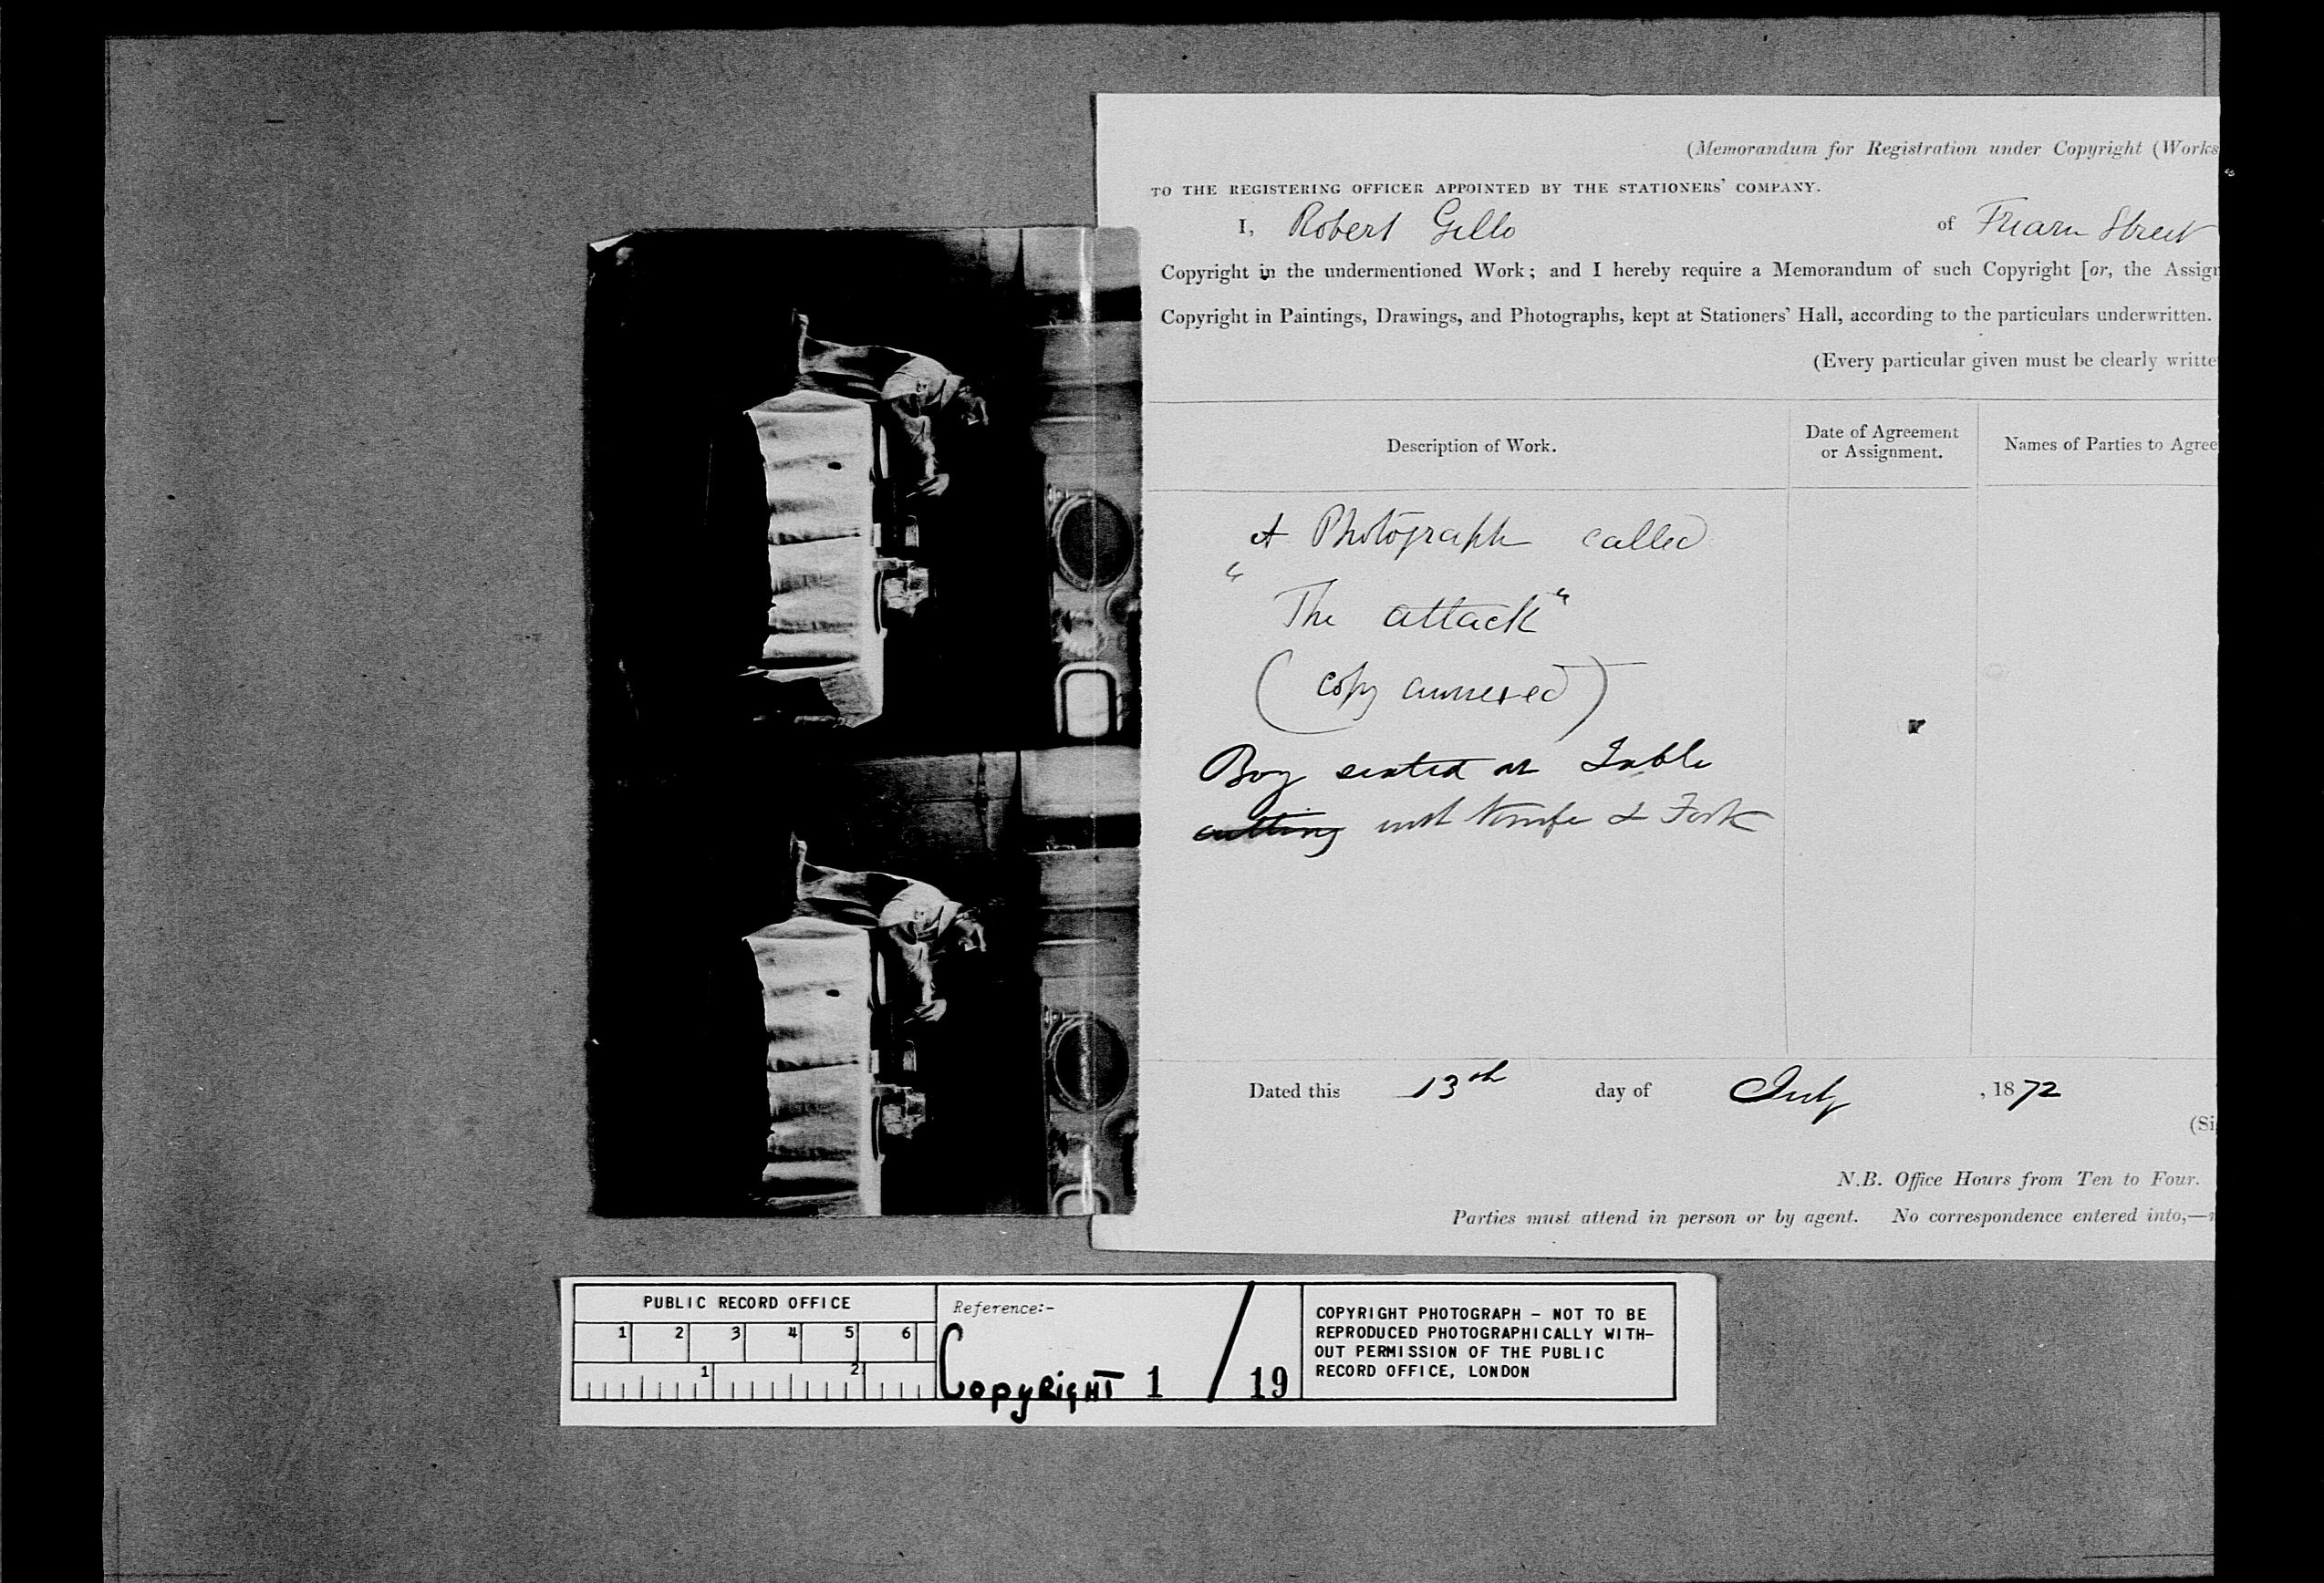 (Memorandum for Registration under Copyright (Works
TO THE REGISTERING OFFICER APPOINTED BY THE STATIONERS' COMPANY.
I, Robert Gillo of Friarn Street
Copyright in the undermentioned Work; and I hereby require a Memorandum of such Copyright [or, the Assign
Copyright in Paintings, Drawings, and Photographs, kept at Stationers' Hall, according to the particulars underwritten.
(Every particular given must be clearly writte
Description of Work.
Date of Agreement
or Assignment.
Names of Parties to Agree
A Photograph called
"The attack"
(copy annexed)
Boy seated at Table
cutting with Knife & Fork
Dated this 13th day of July, 1872
(Si
N.B. Office Hours from Ten to Four.
Parties must attend in person or by agent. No correspondence entered into,—
PUBLIC RECORD OFFICE
1 2 3 4 5 6
1 2
Reference:-
Copyright 1 / 19
COPYRIGHT PHOTOGRAPH - NOT TO BE
REPRODUCED PHOTOGRAPHICALLY WITH-
OUT PERMISSION OF THE PUBLIC
RECORD OFFICE, LONDON